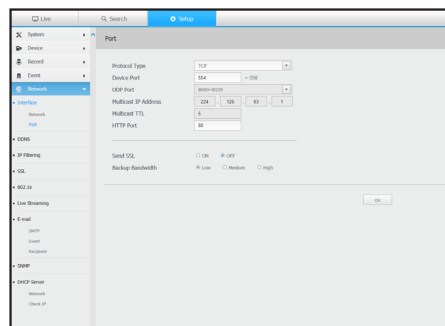 Live
Search
Setup
System
Device
Record
Event
Network
Interface
Network
Port
DDNS
IP Filtering
SSL
802.1x
Live Streaming
E-mail
SMTP
Event
Recipient
SNMP
DHCP Server
Network
Check IP
Port
Protocol Type TCP
Device Port 554 ~ 558
UDP Port 8000~8159
Multicast IP Address 224 . 126 . 63 . 1
Multicast TTL 5
HTTP Port 80
Send SSL ON OFF
Backup Bandwidth Low Medium High
OK